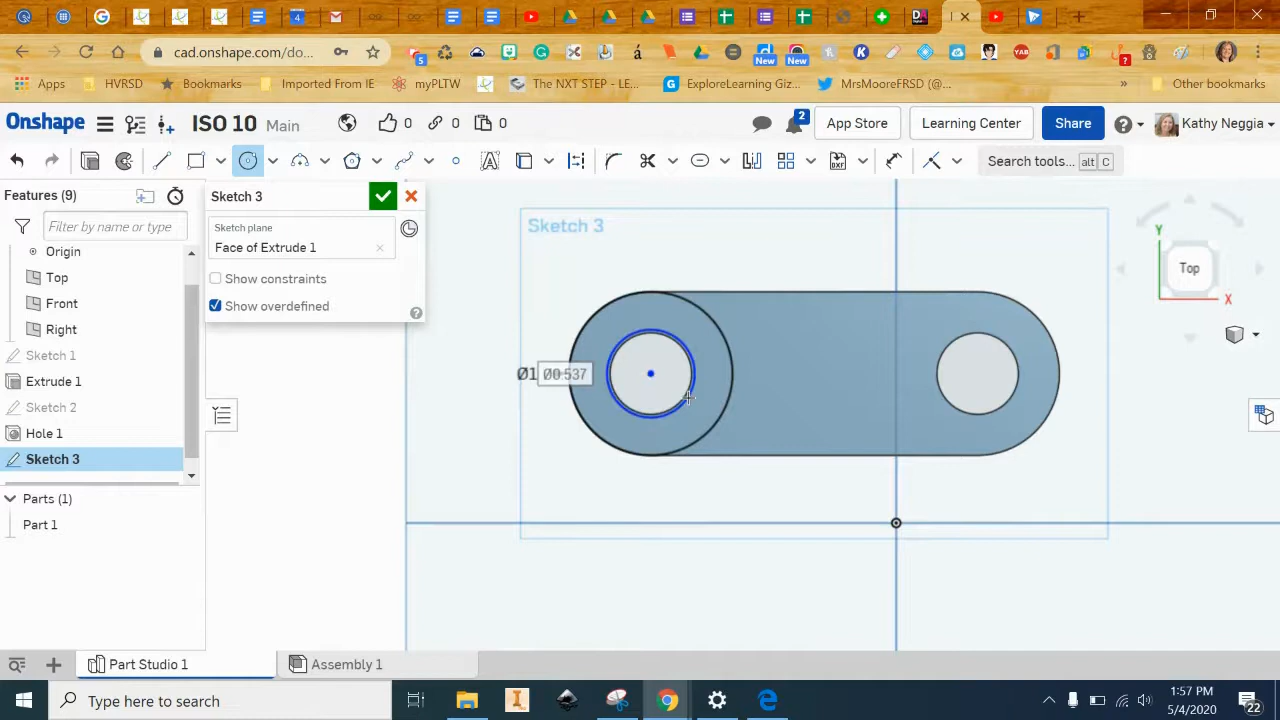 cad.onshape.com/do...
5
New
New
YAB
?
Apps
HVRSD
Bookmarks
Imported From IE
myPLTW
The NXT STEP - LE...
ExploreLearning Giz...
MrsMooreFRSD (@...
»
Other bookmarks
Onshape
ISO 10
Main
0
0
0
2
App Store
Learning Center
Share
Kathy Neggia
Search tools...
alt
C
Features (9)
Filter by name or type
Origin
Top
Front
Right
Sketch 1
Extrude 1
Sketch 2
Hole 1
Sketch 3
Parts (1)
Part 1
Sketch 3
Sketch plane
Face of Extrude 1
Show constraints
Show overdefined
Sketch 3
Ø1
Ø0.537
Y
Top
X
Part Studio 1
Assembly 1
Type here to search
1:57 PM
5/4/2020
22